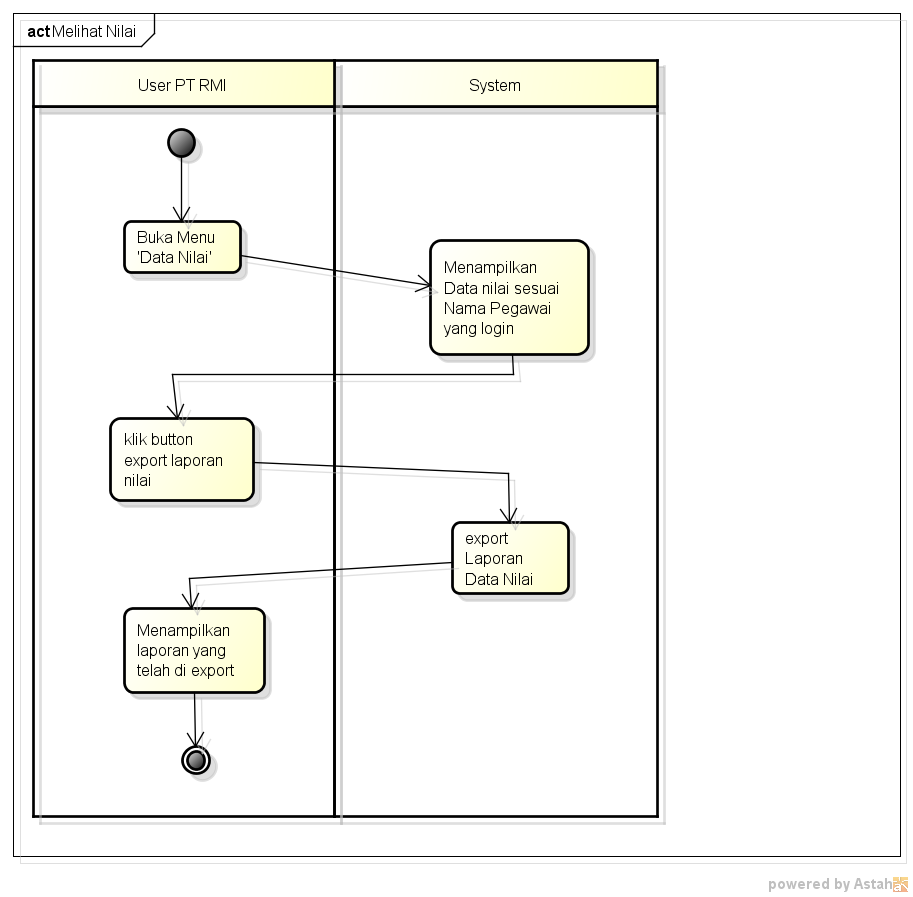 act Melihat Nilai
User PT RMI
System
Buka Menu
'Data Nilai'
Menampilkan
Data nilai sesuai
Nama Pegawai
yang login
klik button
export laporan
nilai
export
Laporan
Data Nilai
Menampilkan
laporan yang
telah di export
powered by Astah